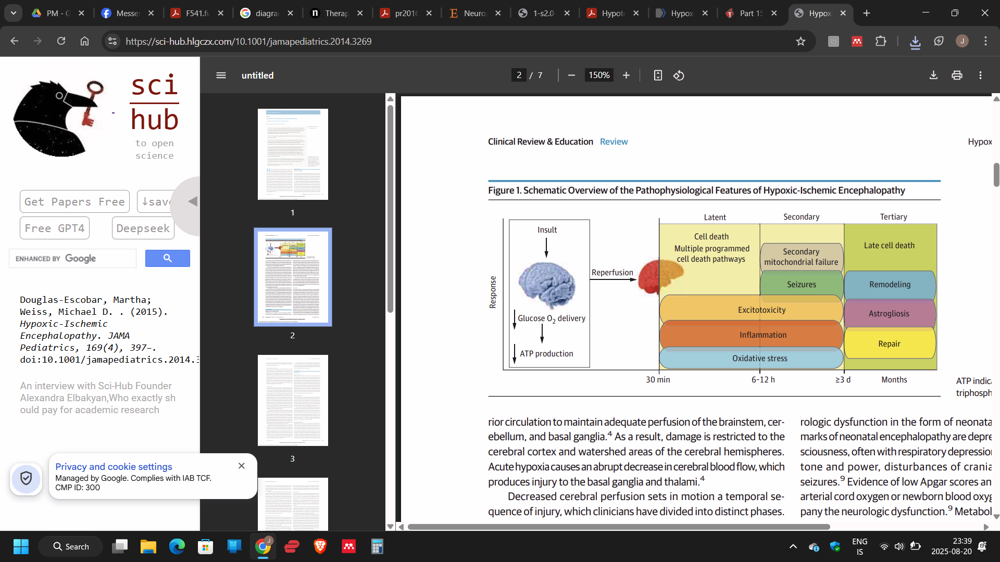 PM - G
Messe
F541.fu
diagra
Therap
pr2016
Neuro
1-s2.0-
Hypot
Hypox
Part 15
Hypox
https://sci-hub.hlgczx.com/10.1001/jamapediatrics.2014.3269
J
sci
hub
to open
science
Get Papers Free
↓save
Free GPT4
Deepseek
ENHANCED BY Google
Douglas-Escobar, Martha;
Weiss, Michael D. . (2015).
Hypoxic-Ischemic
Encephalopathy. JAMA
Pediatrics, 169(4), 397–.
doi:10.1001/jamapediatrics.2014.3
An interview with Sci-Hub Founder
Alexandra Elbakyan,Who exactly sh
ould pay for academic research
Privacy and cookie settings
Managed by Google. Complies with IAB TCF.
CMP ID: 300
untitled
2 / 7
150%
1
2
3
Clinical Review & Education Review
Hypox
Figure 1. Schematic Overview of the Pathophysiological Features of Hypoxic-Ischemic Encephalopathy
Response
Insult
Glucose O2 delivery
ATP production
Reperfusion
Latent
Secondary
Tertiary
Cell death
Multiple programmed
cell death pathways
Secondary
mitochondrial failure
Late cell death
Seizures
Remodeling
Excitotoxicity
Astrogliosis
Inflammation
Repair
Oxidative stress
30 min
6-12 h
≥3 d
Months
ATP indica
triphosph
rior circulation to maintain adequate perfusion of the brainstem, cer-
ebellum, and basal ganglia.4 As a result, damage is restricted to the
cerebral cortex and watershed areas of the cerebral hemispheres.
Acute hypoxia causes an abrupt decrease in cerebral blood flow, which
produces injury to the basal ganglia and thalami.4
Decreased cerebral perfusion sets in motion a temporal se-
quence of injury, which clinicians have divided into distinct phases.
rologic dysfunction in the form of neonata
marks of neonatal encephalopathy are depre
sciousness, often with respiratory depression
tone and power, disturbances of crania
seizures.9 Evidence of low Apgar scores an
arterial cord oxygen or newborn blood oxyg
pany the neurologic dysfunction.9 Metabol
Search
ENG
IS
23:39
2025-08-20